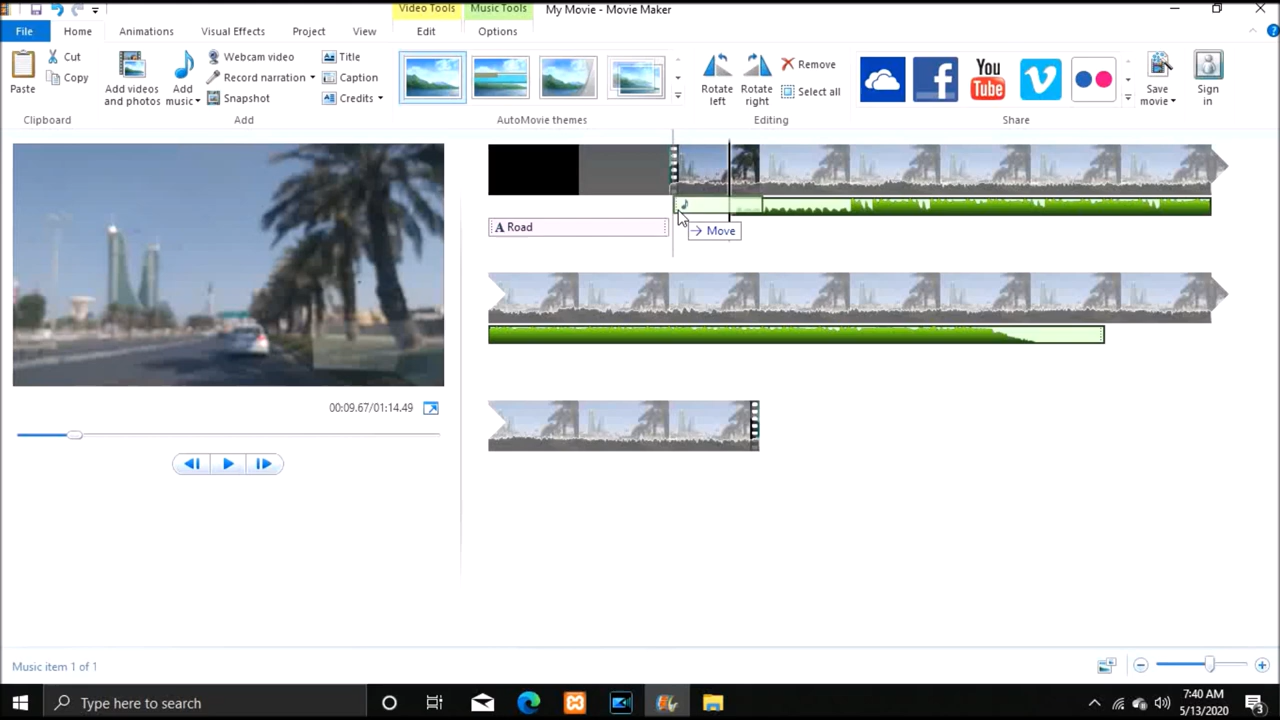 Video Tools
Music Tools
My Movie - Movie Maker
File
Home
Animations
Visual Effects
Project
View
Edit
Options
Paste
Cut
Copy
Clipboard
Add videos
and photos
Add
music
Webcam video
Record narration
Snapshot
Title
Caption
Credits
Add
AutoMovie themes
Rotate
left
Rotate
right
Remove
Select all
Editing
You
Tube
Share
Save
movie
Sign
in
Move
A Road
00:09.67/01:14.49
Music item 1 of 1
Type here to search
7:40 AM
5/13/2020
3